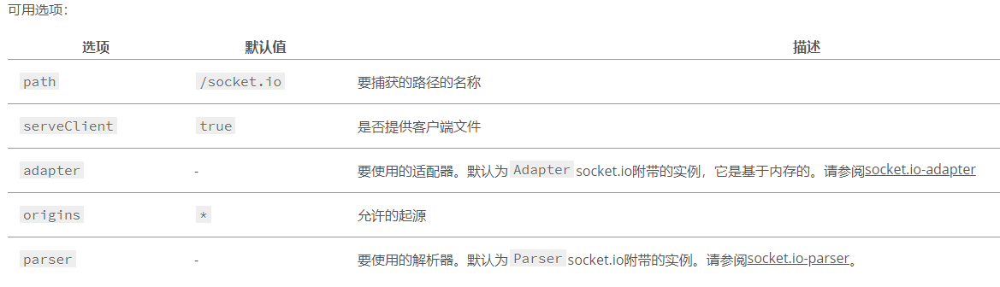 可用选项：
选项 默认值 描述
path /socket.io 要捕获的路径的名称
serveClient true 是否提供客户端文件
adapter - 要使用的适配器。默认为 Adapter socket.io附带的实例，它是基于内存的。请参阅socket.io-adapter
origins * 允许的起源
parser - 要使用的解析器。默认为 Parser socket.io附带的实例。请参阅socket.io-parser。